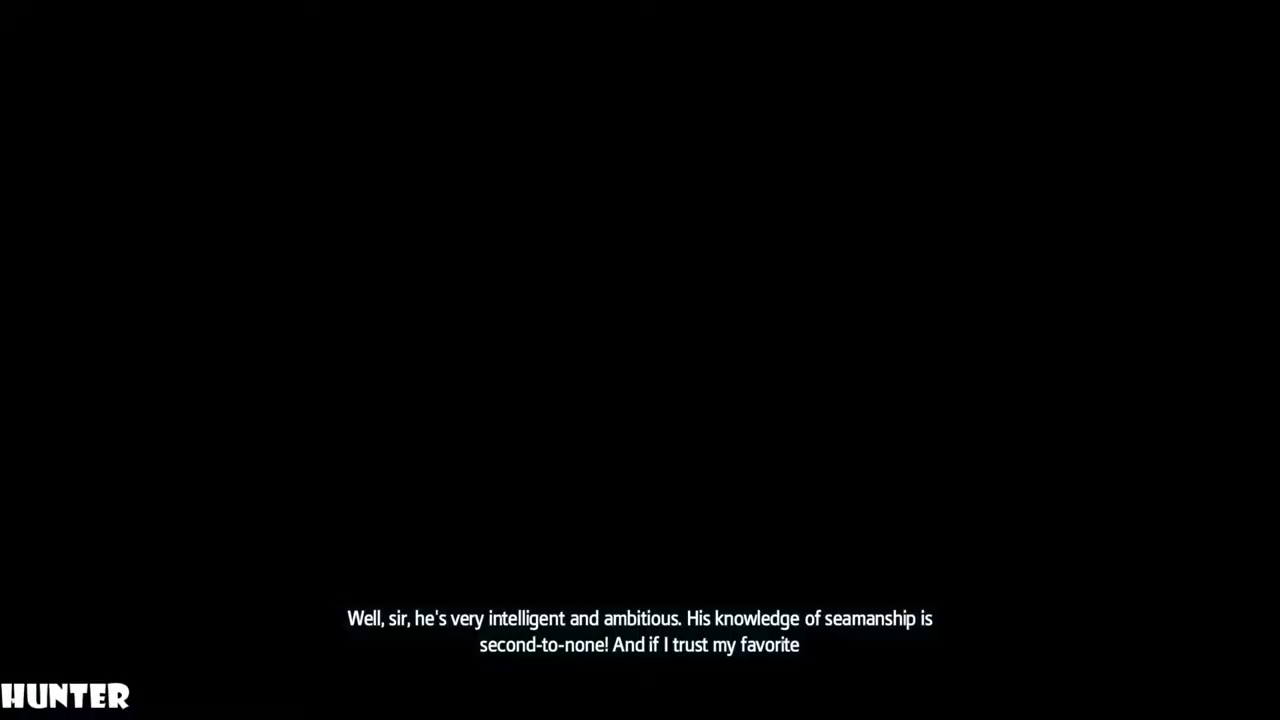 Well, sir, he's very intelligent and ambitious. His knowledge of seamanship is
second-to-none! And if I trust my favorite
HUNTER